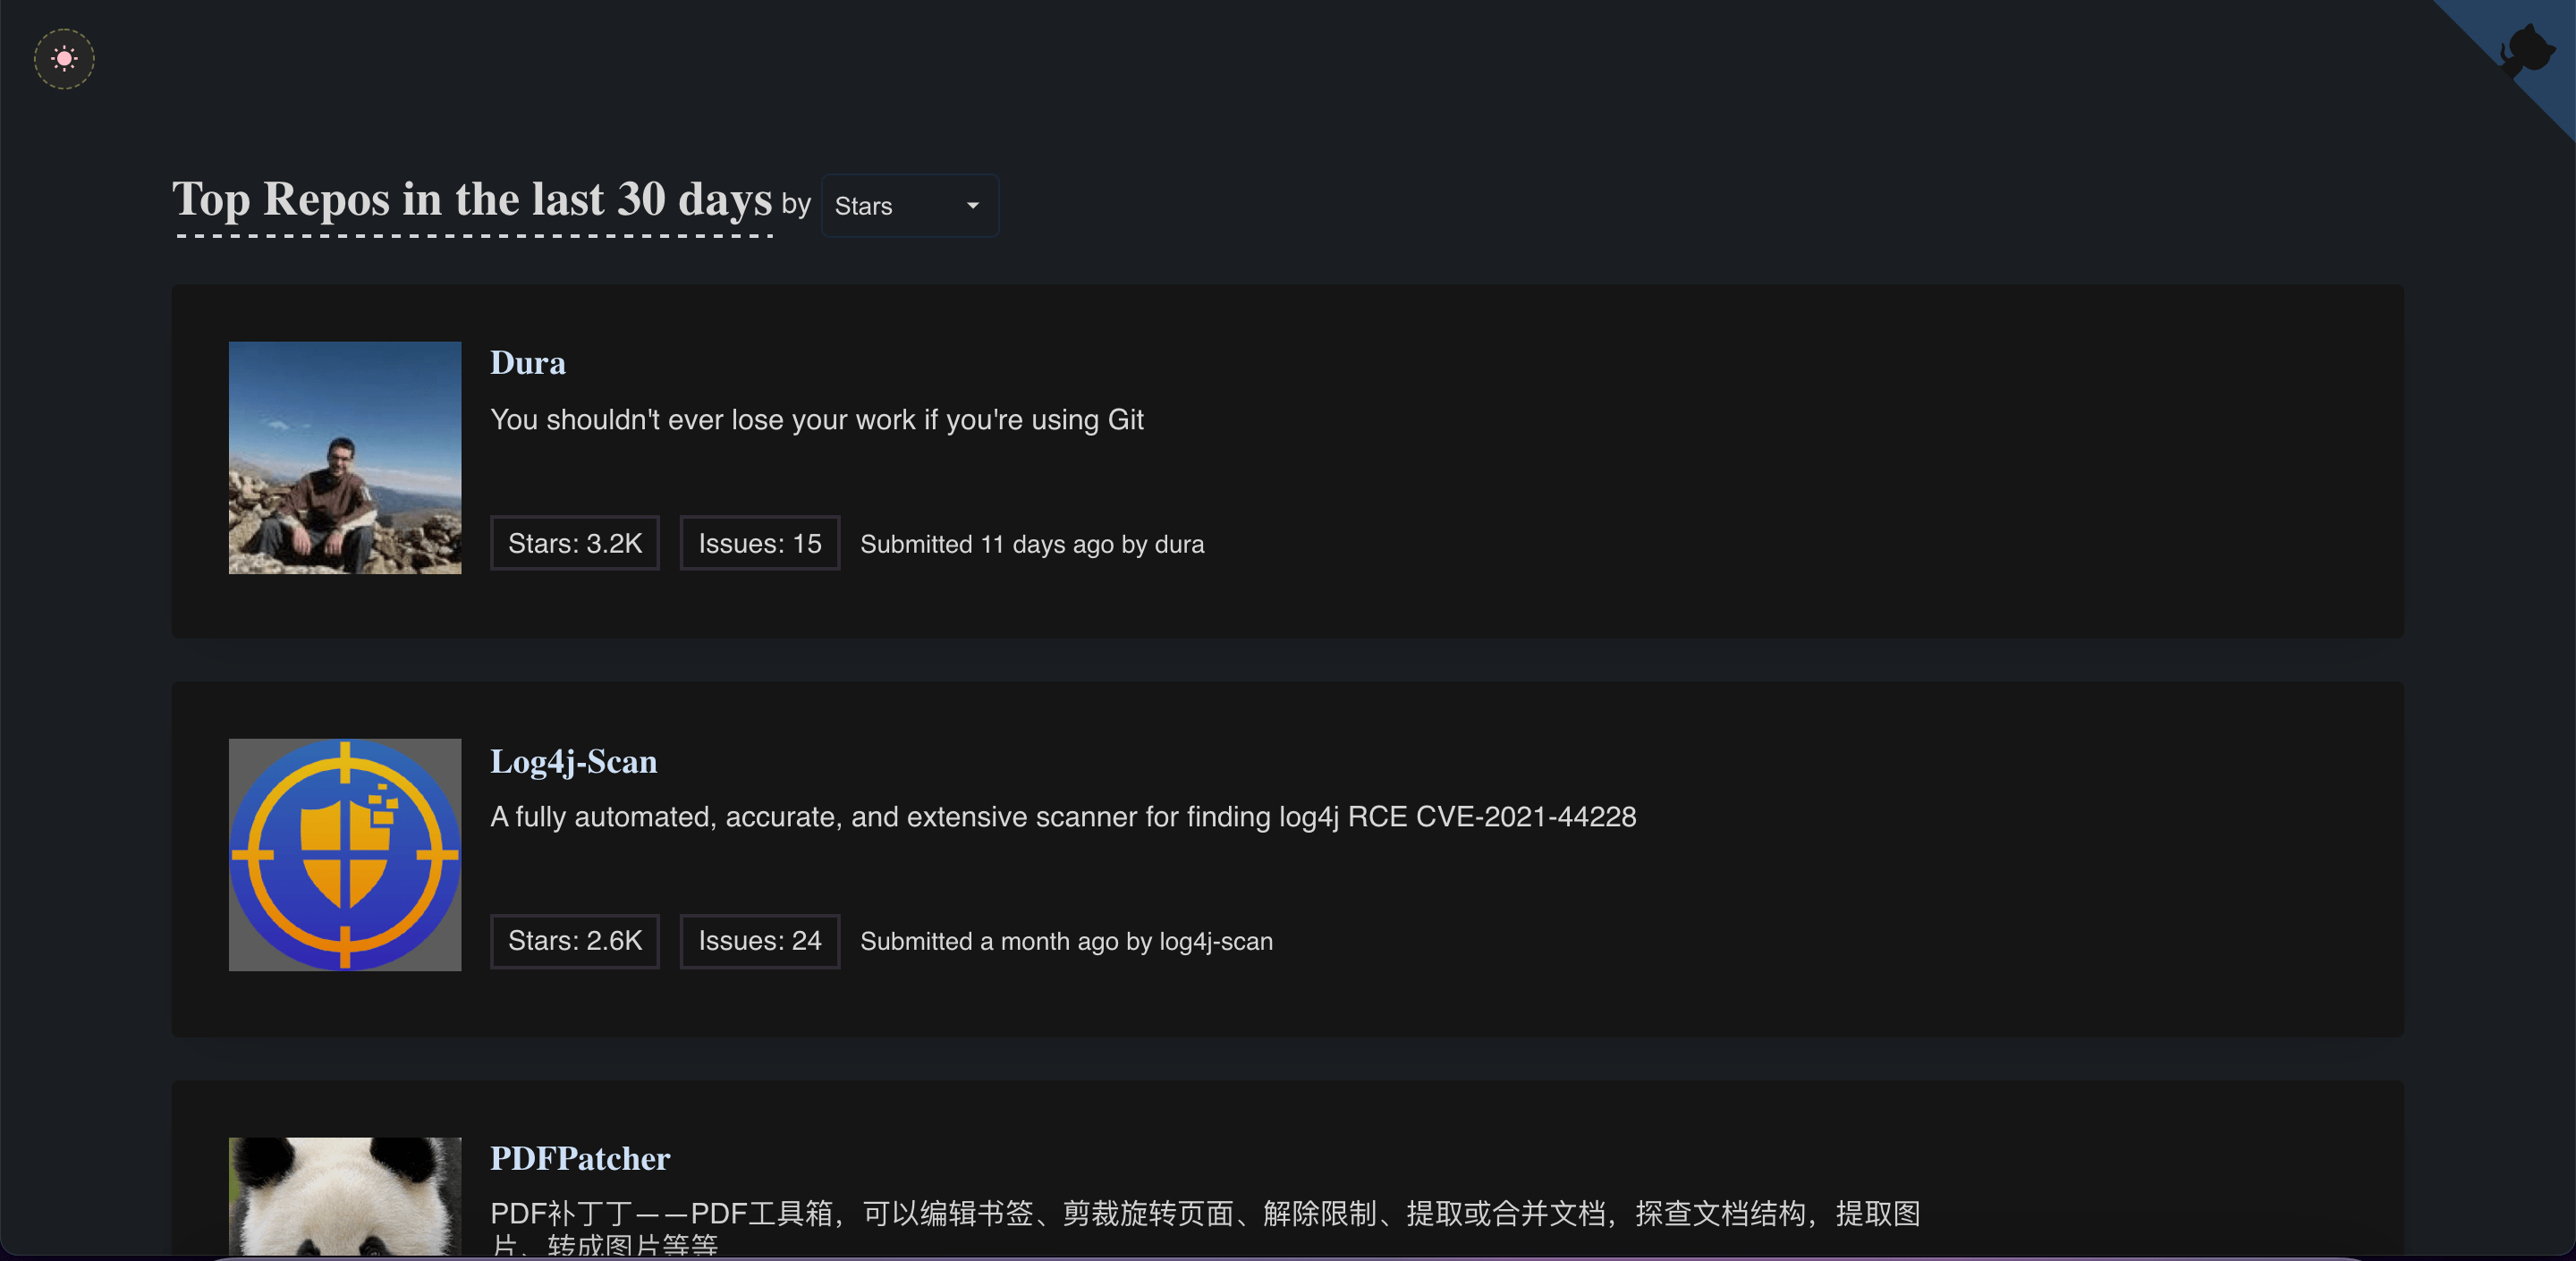 Top Repos in the last 30 days by Stars
Dura
You shouldn't ever lose your work if you're using Git
Stars: 3.2K Issues: 15 Submitted 11 days ago by dura
Log4j-Scan
A fully automated, accurate, and extensive scanner for finding log4j RCE CVE-2021-44228
Stars: 2.6K Issues: 24 Submitted a month ago by log4j-scan
PDFPatcher
PDF补丁丁——PDF工具箱，可以编辑书签、剪裁旋转页面、解除限制、提取或合并文档，探查文档结构，提取图
片、转成图片等等